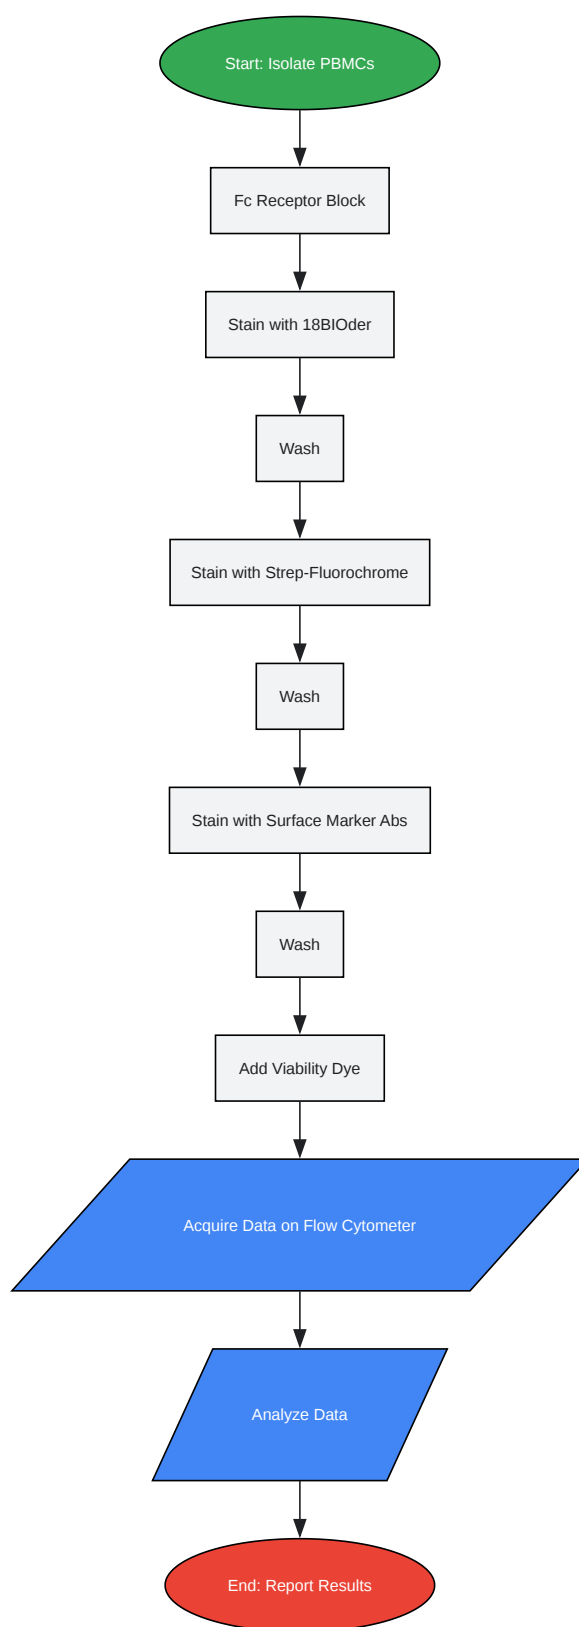 Start: Isolate PBMCs
Fc Receptor Block
Stain with 18BIOder
Wash
Stain with Strep-Fluorochrome
Wash
Stain with Surface Marker Abs
Wash
Add Viability Dye
Acquire Data on Flow Cytometer
Analyze Data
End: Report Results